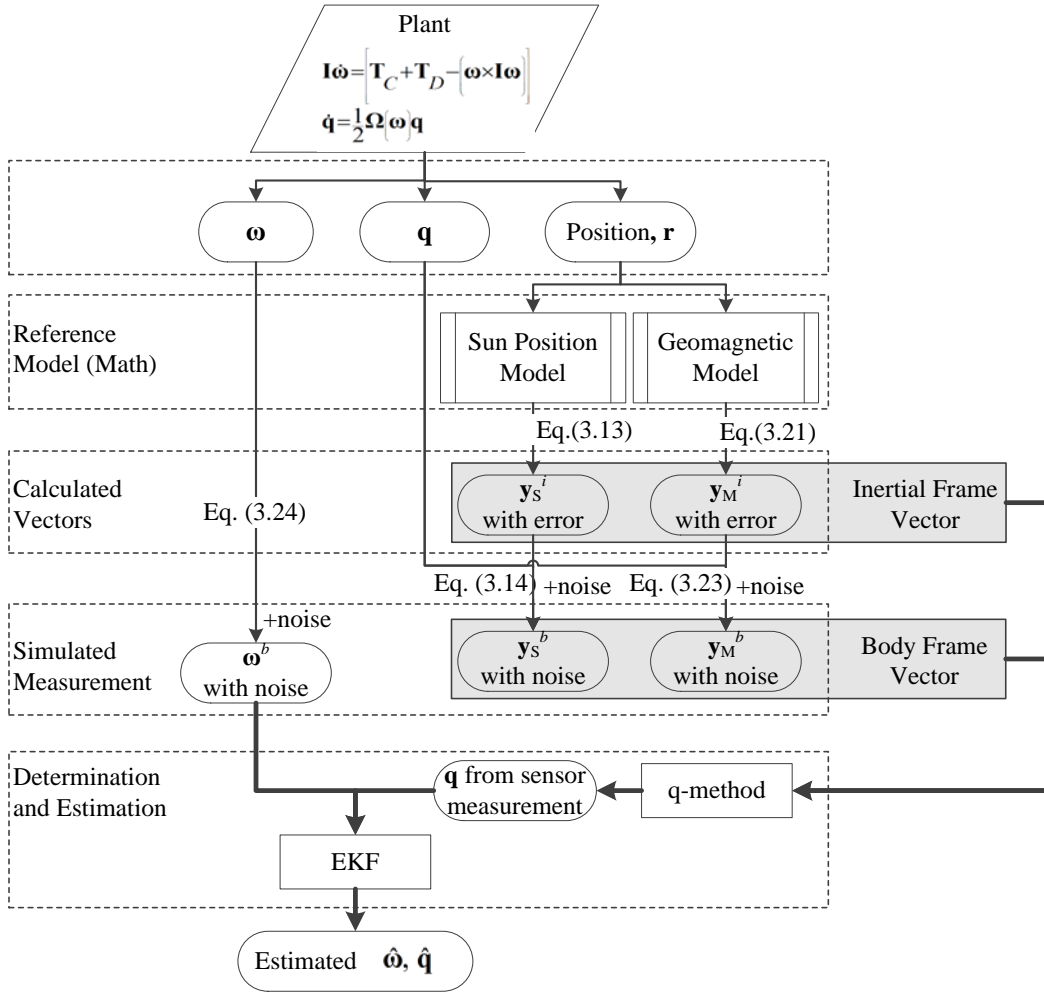 Plant
Iω̇=[T_C+T_D−(ω×Iω)]
q̇=½Ω(ω)q
ω
q
Position, r
Reference
Model (Math)
Sun Position
Model
Geomagnetic
Model
Eq.(3.13)
Eq.(3.21)
Calculated
Vectors
Eq. (3.24)
y_S^i
with error
y_M^i
with error
Inertial Frame
Vector
Eq. (3.14)
+noise
Eq. (3.23)
+noise
+noise
Simulated
Measurement
ω^b
with noise
y_S^b
with noise
y_M^b
with noise
Body Frame
Vector
Determination
and Estimation
q from sensor
measurement
q-method
EKF
Estimated ω̂, q̂